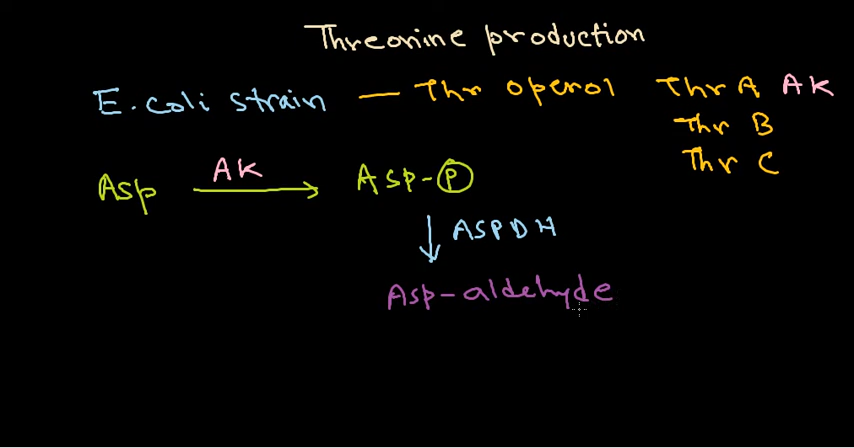 Threonine production
E. coli strain — Thr operol Thr A AK
Thr B
Thr C
Asp AK Asp-P
ASPDH
Asp-aldehyde